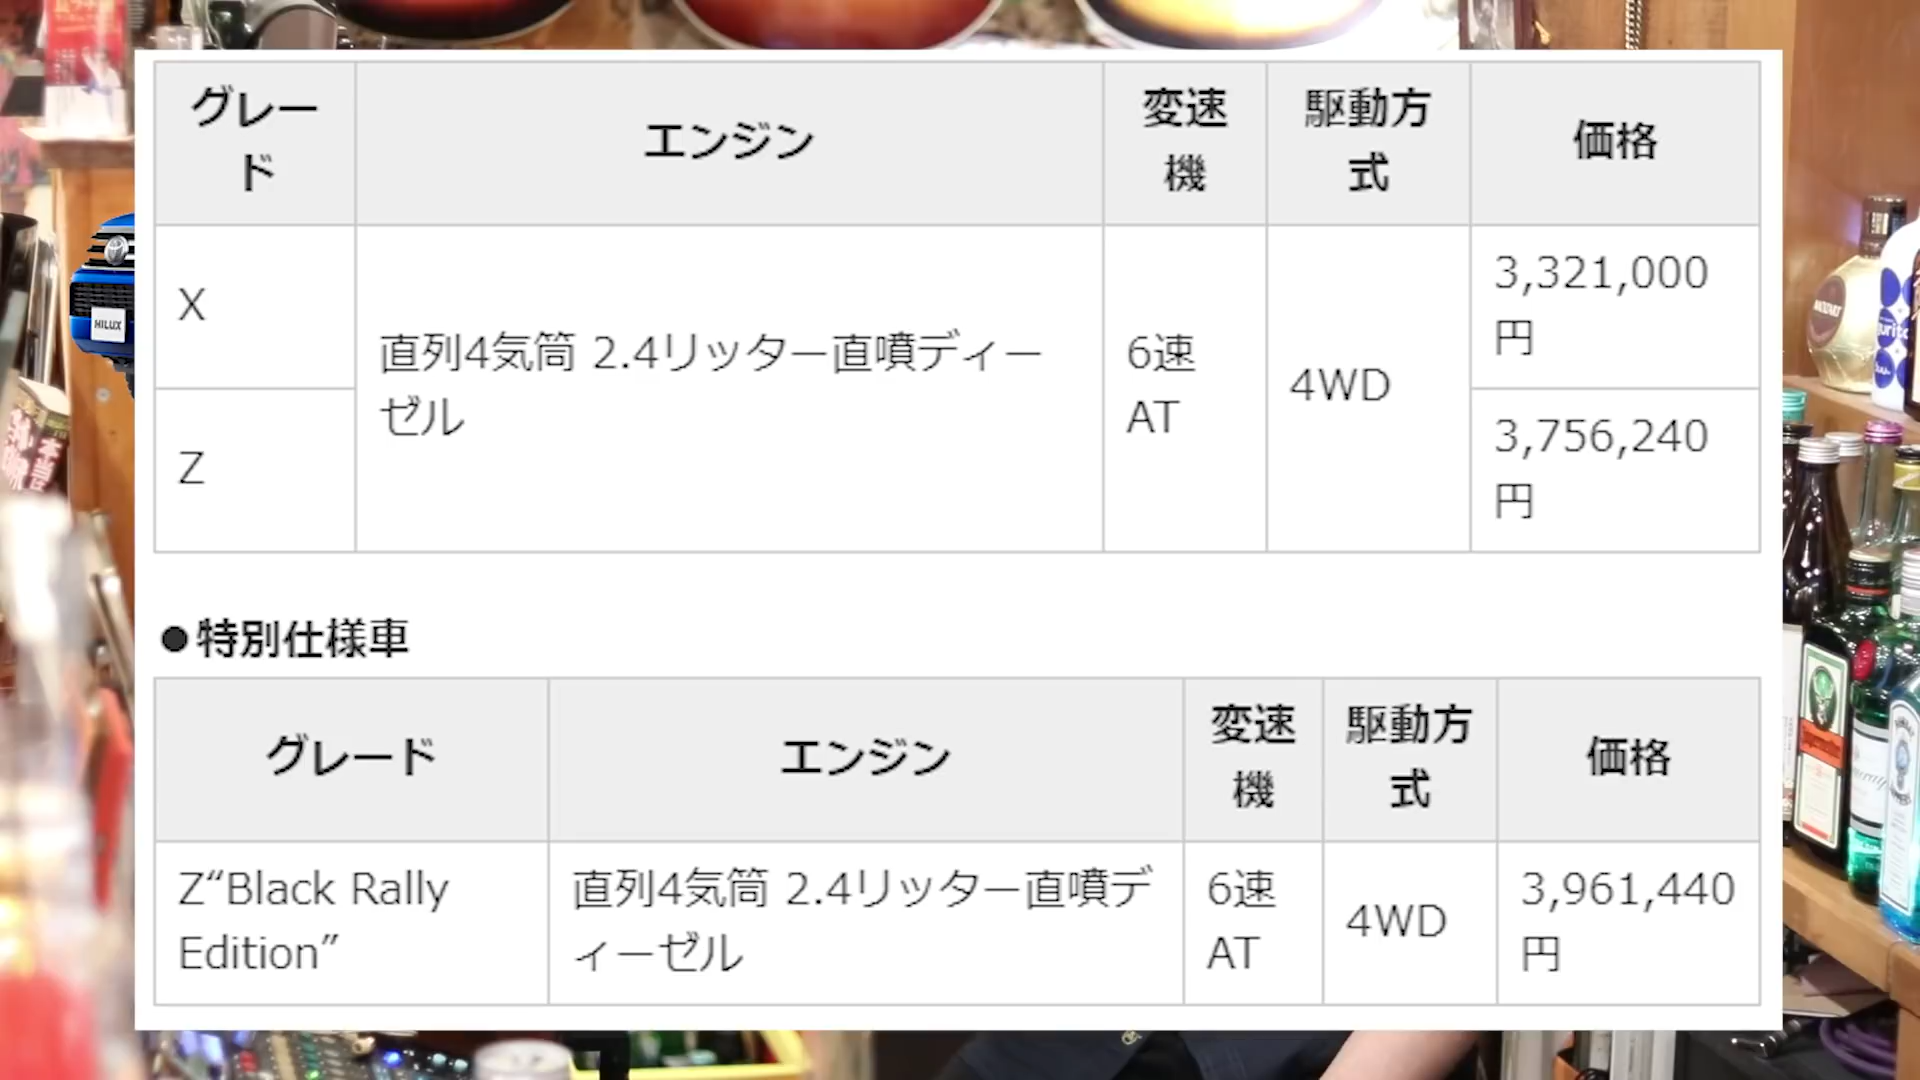 グレー
ド
エンジン
変速
機
駆動方
式
価格
X
直列4気筒 2.4リッター直噴ディー
ゼル
6速
AT
4WD
3,321,000
円
Z
3,756,240
円
●特別仕様車
グレード
エンジン
変速
機
駆動方
式
価格
Z“Black Rally
Edition”
直列4気筒 2.4リッター直噴デ
ィーゼル
6速
AT
4WD
3,961,440
円
HILUX
MOZART